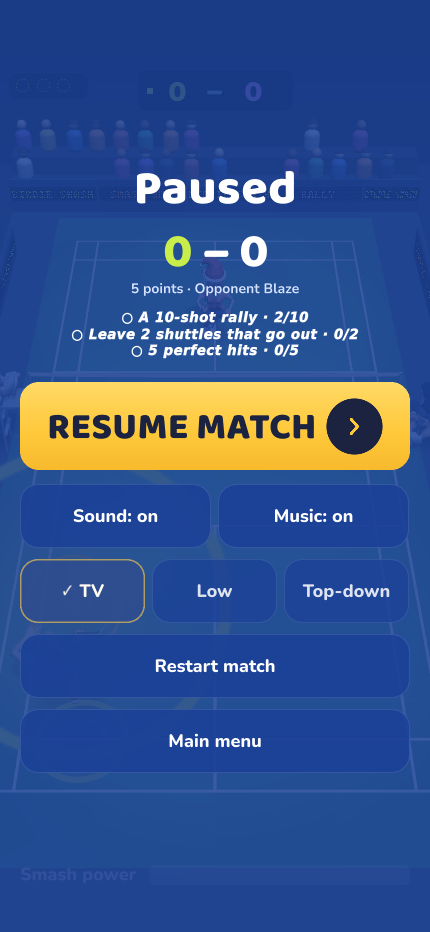 0 – 0
Paused
0 – 0
5 points · Opponent Blaze
○ A 10-shot rally · 2/10
○ Leave 2 shuttles that go out · 0/2
○ 5 perfect hits · 0/5
RESUME MATCH
Sound: on
Music: on
✓ TV
Low
Top-down
Restart match
Main menu
Smash power